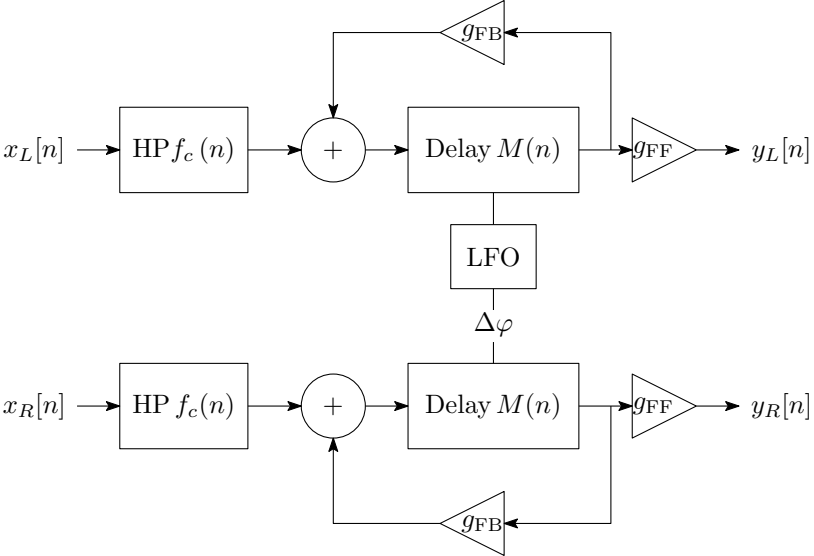 g_FB
x_L[n] HP f_c(n) + Delay M(n) g_FF y_L[n]
LFO
Δφ
x_R[n] HP f_c(n) + Delay M(n) g_FF y_R[n]
g_FB